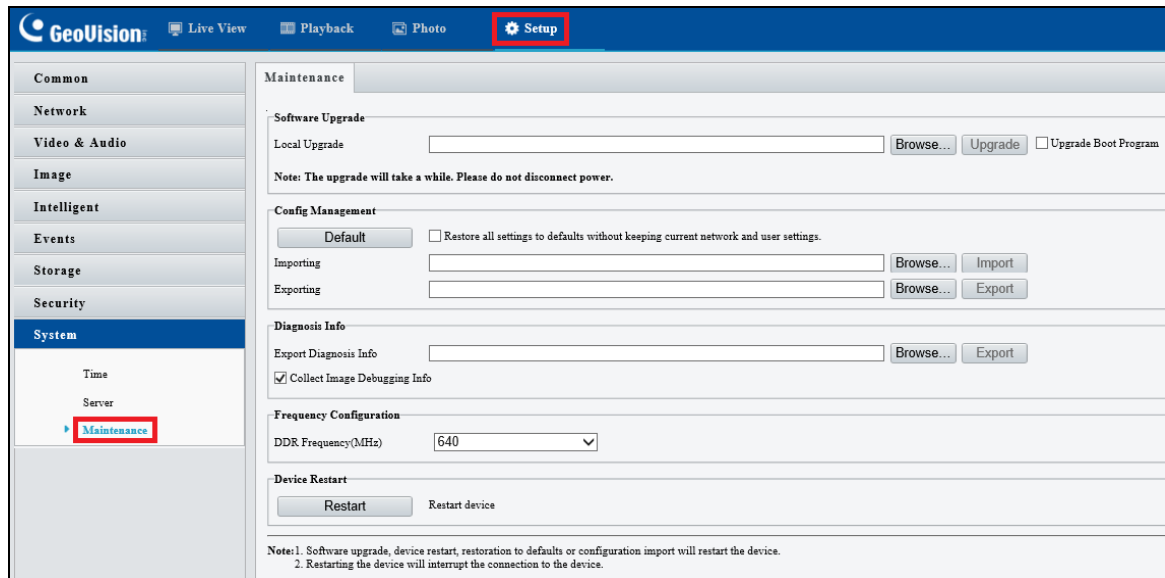 GeoVision Live View Playback Photo Setup
Common
Network
Video & Audio
Image
Intelligent
Events
Storage
Security
System
Time
Server
Maintenance
Maintenance
Software Upgrade
Local Upgrade Browse... Upgrade Upgrade Boot Program
Note: The upgrade will take a while. Please do not disconnect power.
Config Management
Default Restore all settings to defaults without keeping current network and user settings.
Importing Browse... Import
Exporting Browse... Export
Diagnosis Info
Export Diagnosis Info Browse... Export
Collect Image Debugging Info
Frequency Configuration
DDR Frequency(MHz) 640
Device Restart
Restart Restart device
Note:1. Software upgrade, device restart, restoration to defaults or configuration import will restart the device.
2. Restarting the device will interrupt the connection to the device.